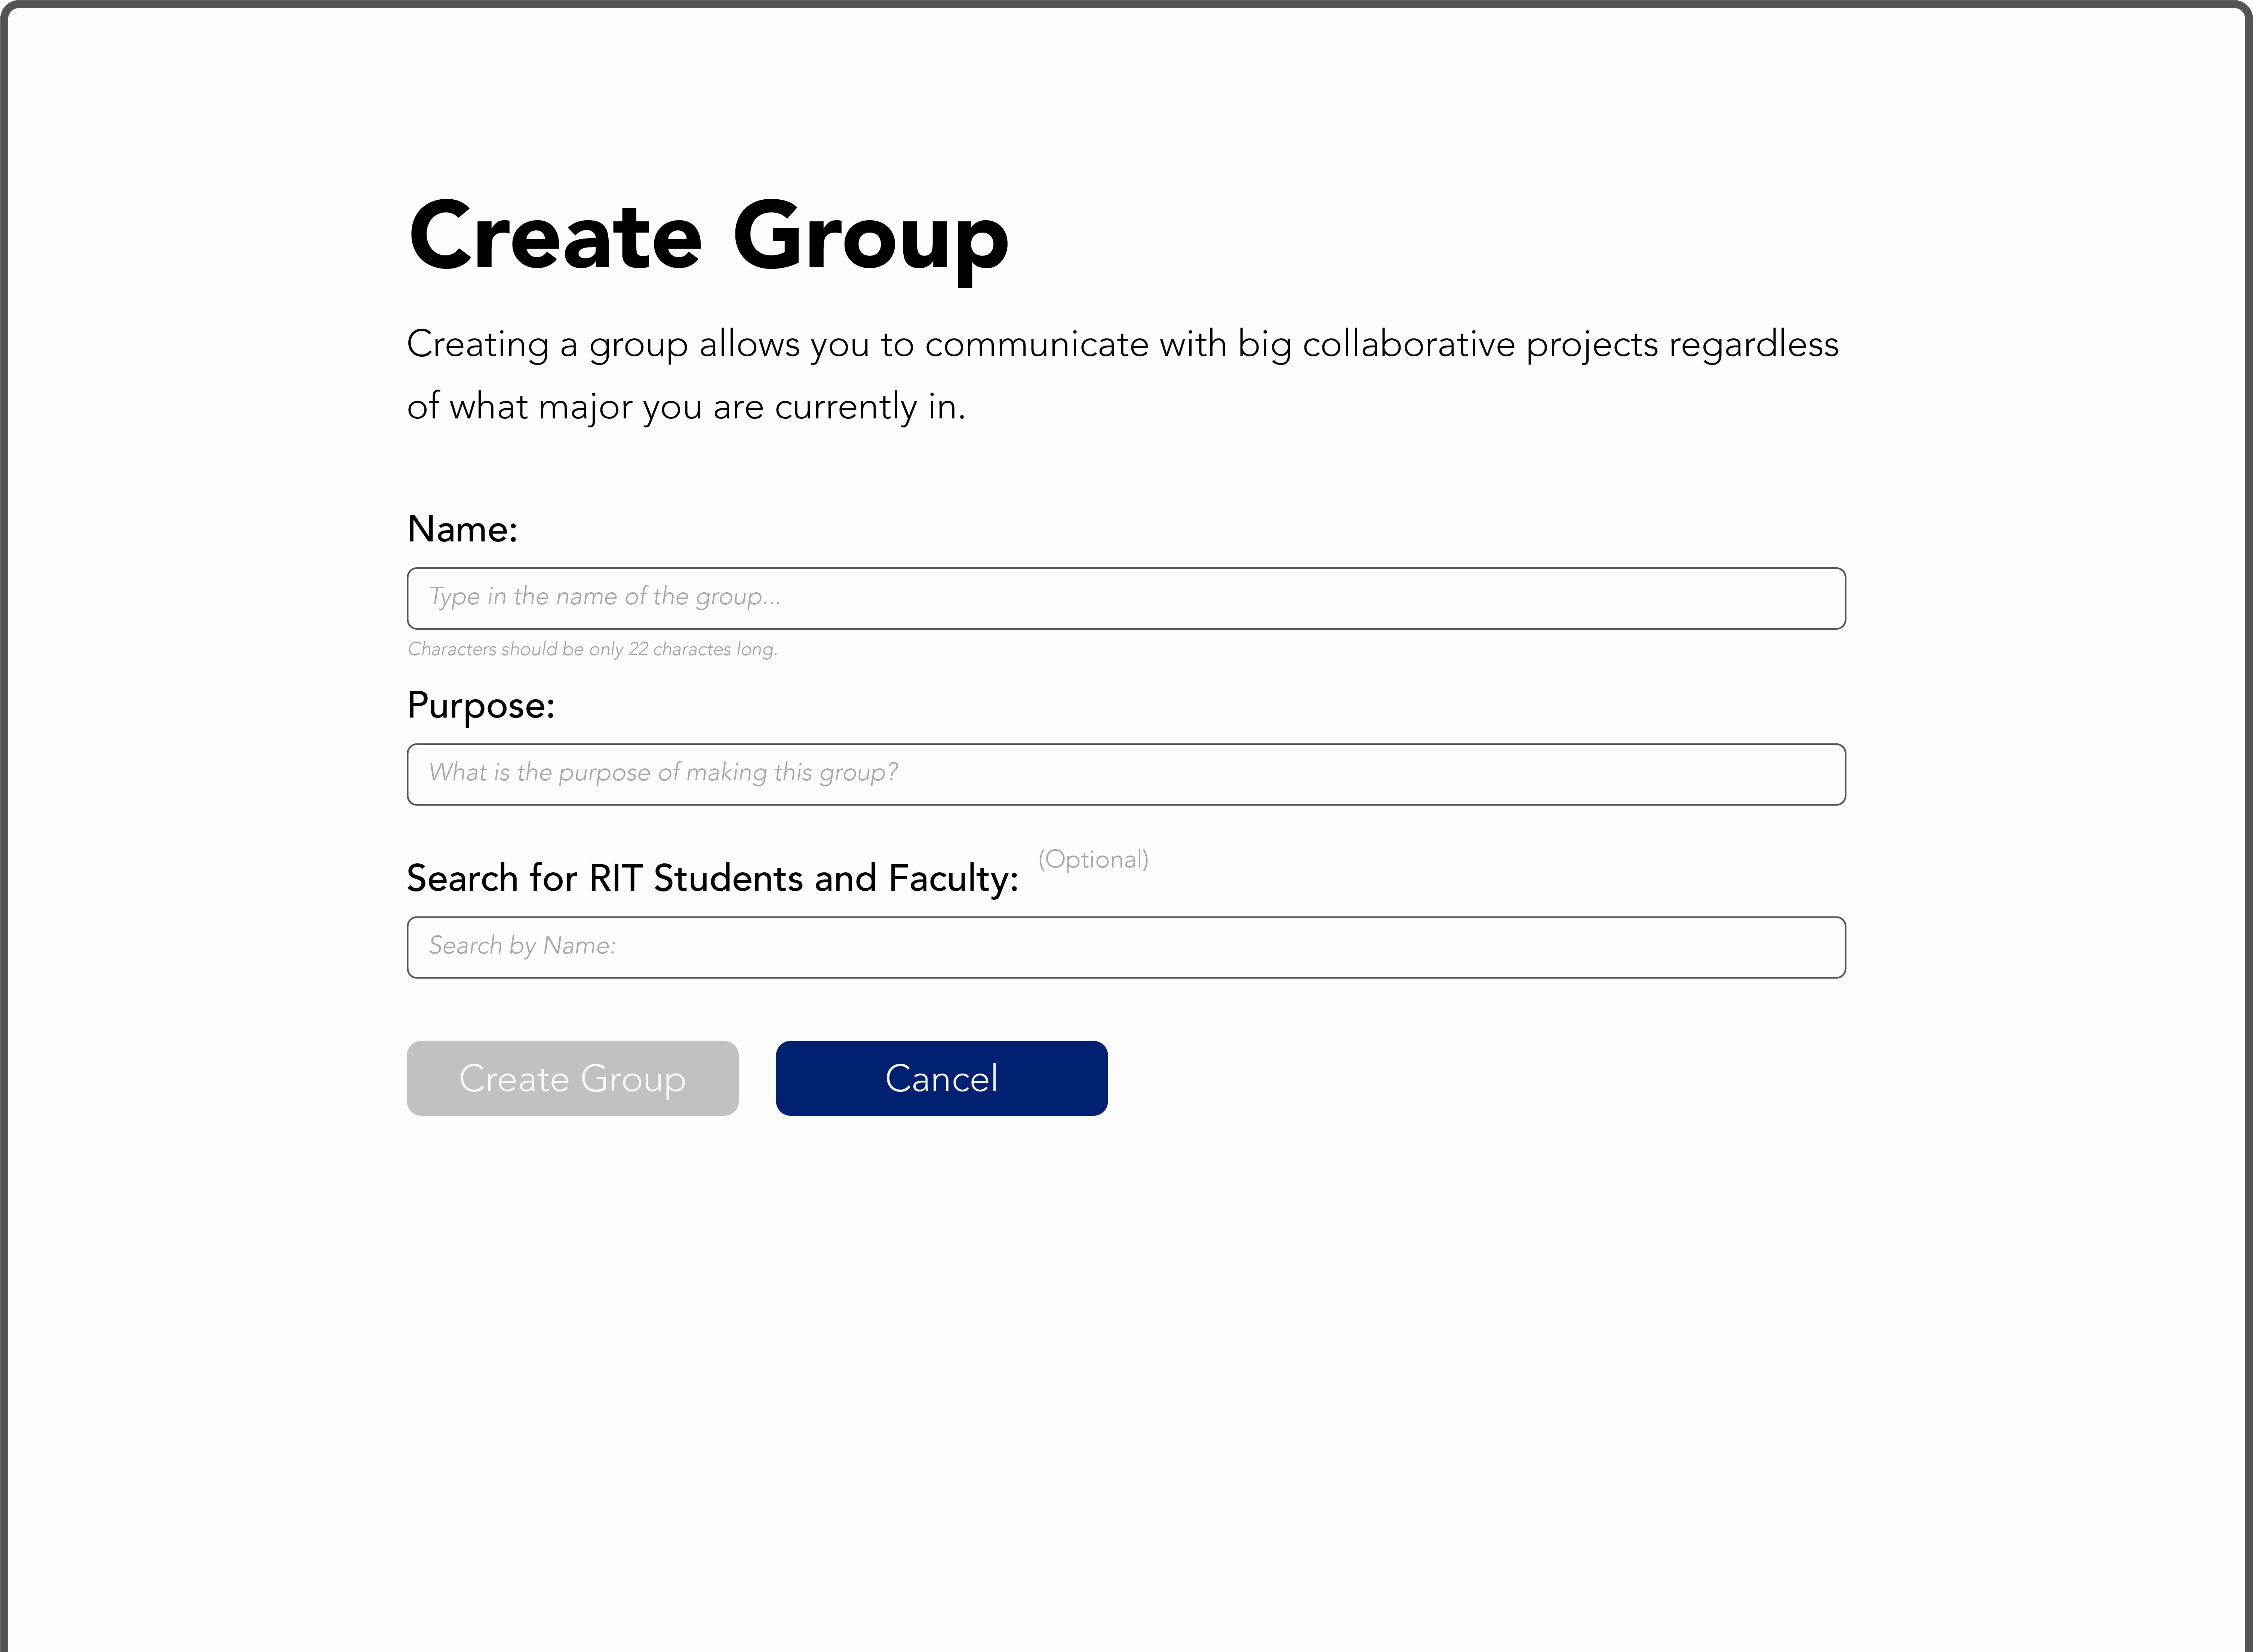 Create Group
Creating a group allows you to communicate with big collaborative projects regardless
of what major you are currently in.
Name:
Type in the name of the group...
Characters should be only 22 charactes long.
Purpose:
What is the purpose of making this group?
Search for RIT Students and Faculty: (Optional)
Search by Name:
Create Group Cancel